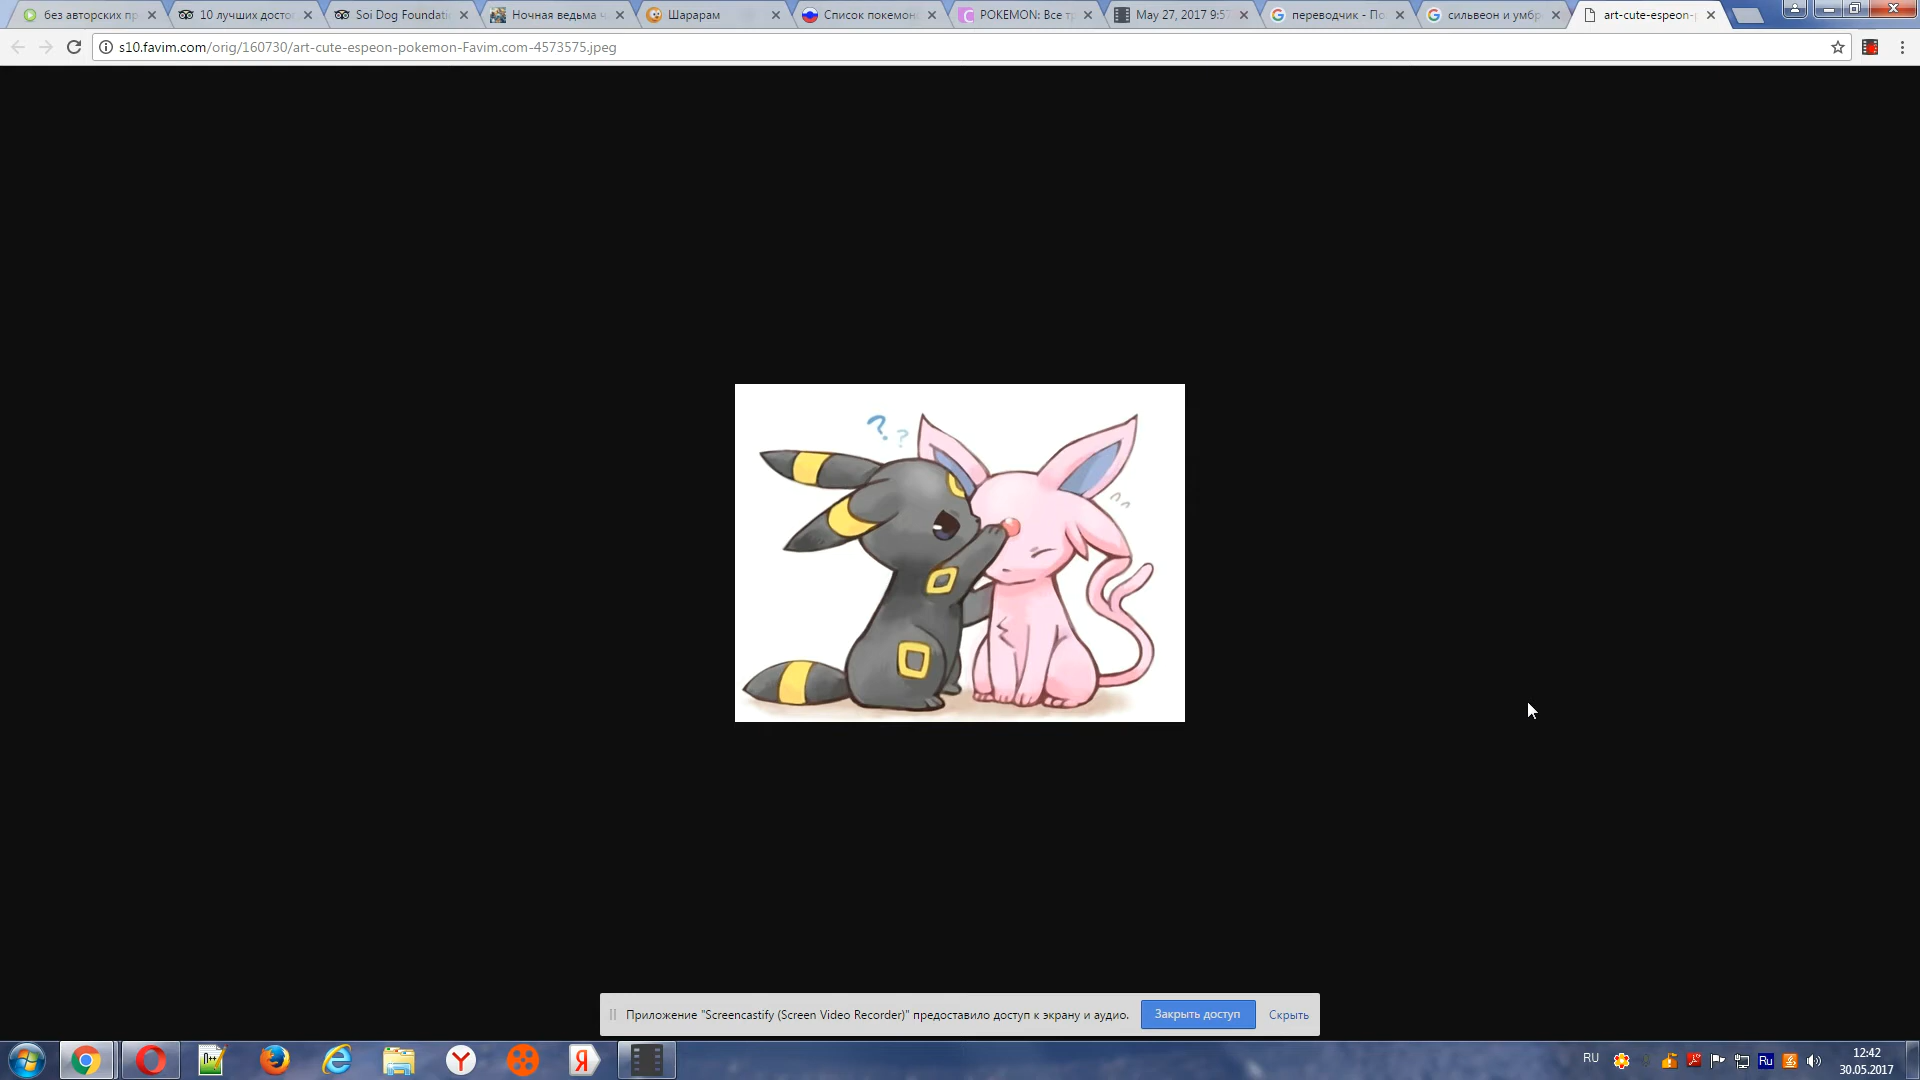 без авторских пр
10 лучших досто
Soi Dog Foundati
Ночная ведьма ч
Шарарам
Список покемон
POKEMON: Все т
May 27, 2017 9:57
переводчик - По
сильвеон и умбр
art-cute-espeon-p
s10.favim.com/orig/160730/art-cute-espeon-pokemon-Favim.com-4573575.jpeg
? ?
Приложение "Screencastify (Screen Video Recorder)" предоставило доступ к экрану и аудио. Закрыть доступ Скрыть
RU Ru 12:42
30.05.2017